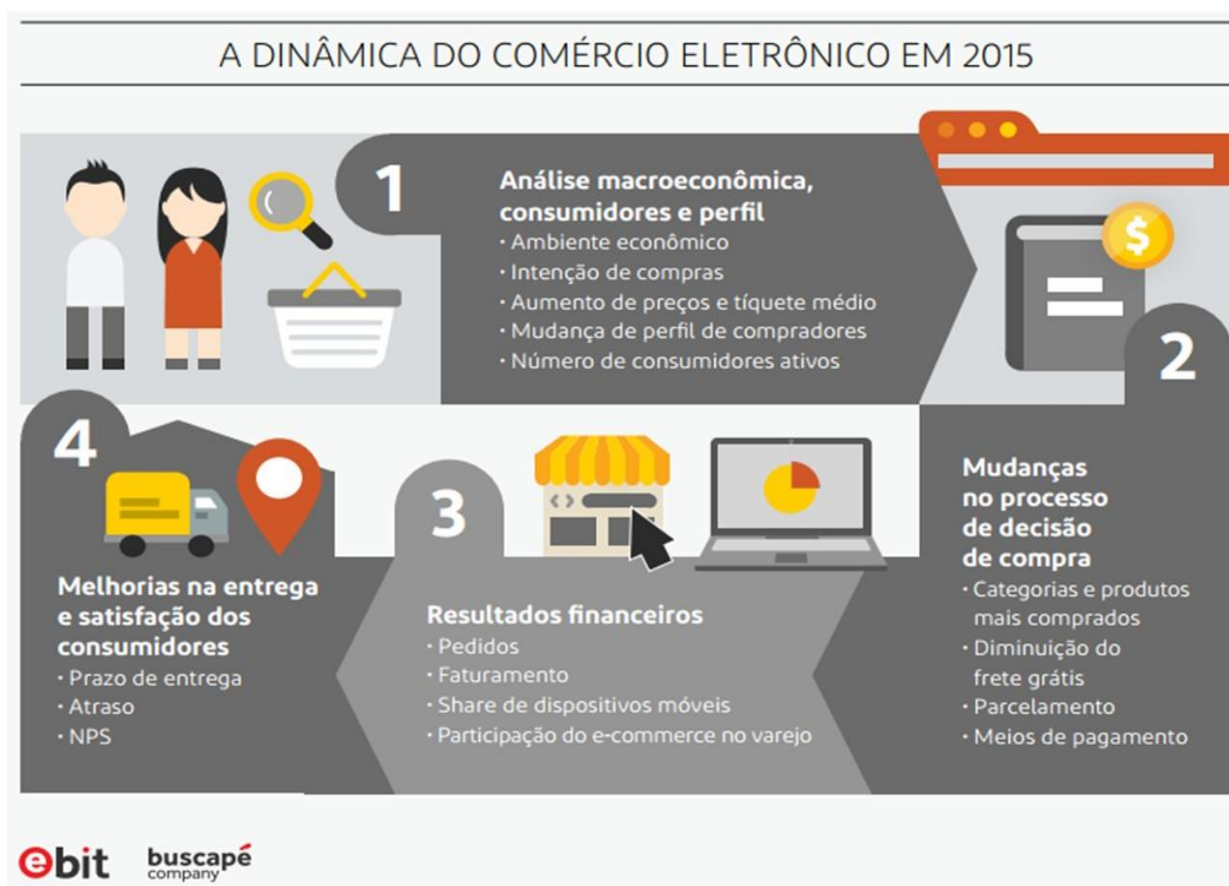 A DINÂMICA DO COMÉRCIO ELETRÔNICO EM 2015
1
Análise macroeconômica,
consumidores e perfil
· Ambiente econômico
· Intenção de compras
· Aumento de preços e tíquete médio
· Mudança de perfil de compradores
· Número de consumidores ativos
$
2
Mudanças
no processo
de decisão
de compra
· Categorias e produtos
mais comprados
· Diminuição do
frete grátis
· Parcelamento
· Meios de pagamento
3
Resultados financeiros
· Pedidos
· Faturamento
· Share de dispositivos móveis
· Participação do e-commerce no varejo
4
Melhorias na entrega
e satisfação dos
consumidores
· Prazo de entrega
· Atraso
· NPS
ebit
buscapé
company